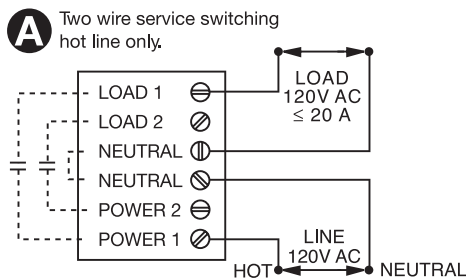 A Two wire service switching
hot line only.
LOAD 1
LOAD 2
NEUTRAL
NEUTRAL
POWER 2
POWER 1
LOAD
120V AC
≤ 20 A
LINE
120V AC
HOT
NEUTRAL